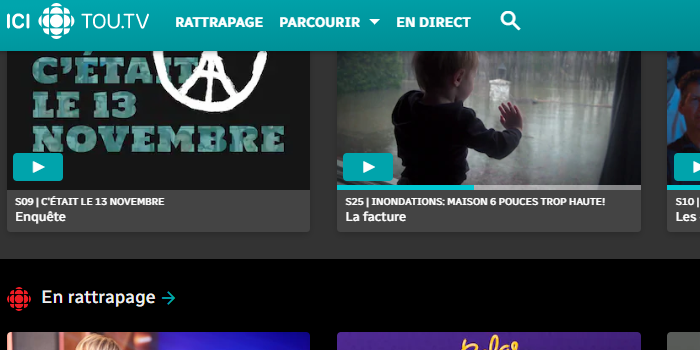 ICI TOU.TV RATTRAPAGE PARCOURIR EN DIRECT
C'ÉTAIT
LE 13
NOVEMBRE
S09 | C'ÉTAIT LE 13 NOVEMBRE
Enquête
S25 | INONDATIONS: MAISON 6 POUCES TROP HAUTE!
La facture
S10 |
Les
En rattrapage